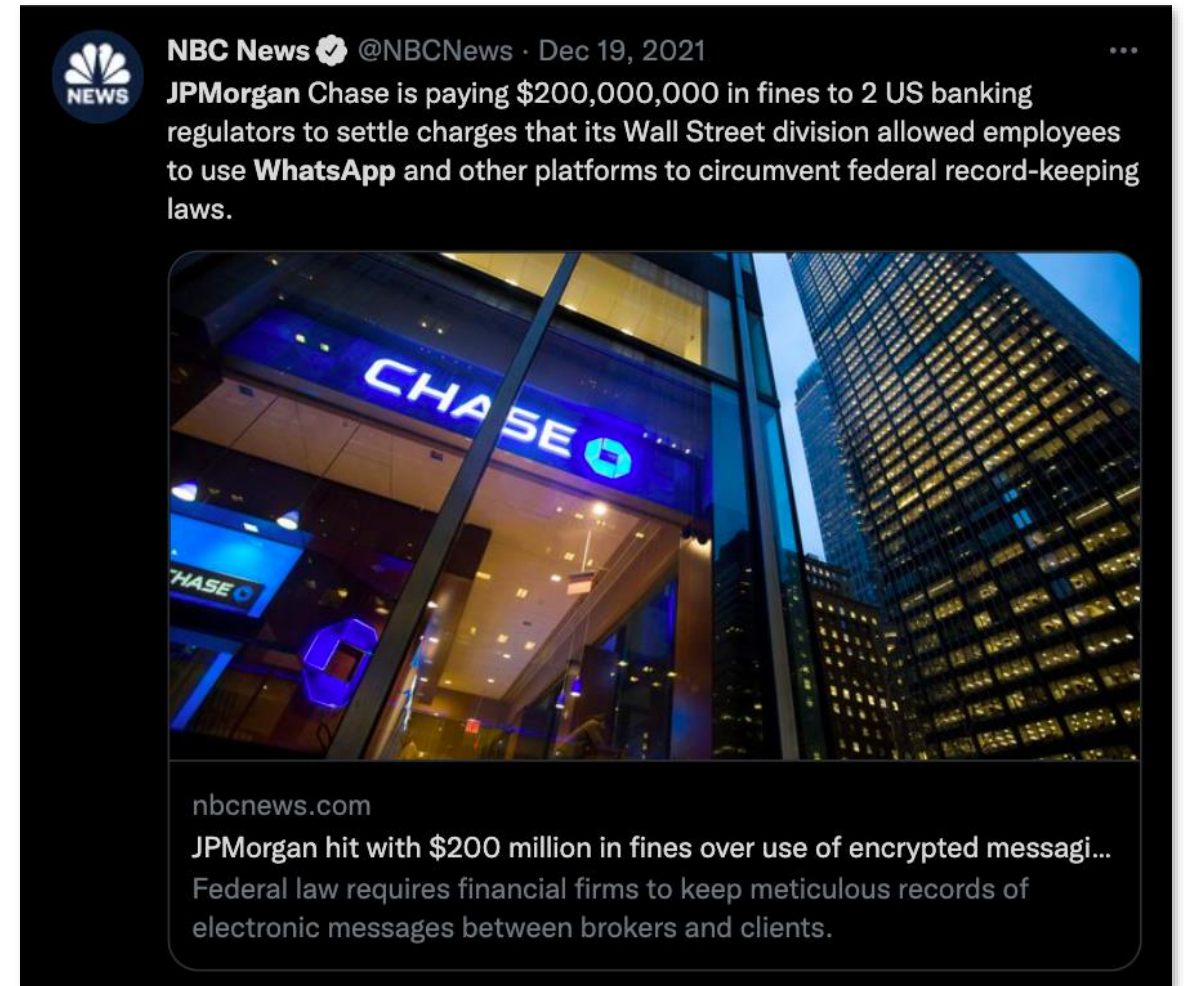 NBC News @NBCNews · Dec 19, 2021
NEWS
JPMorgan Chase is paying $200,000,000 in fines to 2 US banking
regulators to settle charges that its Wall Street division allowed employees
to use WhatsApp and other platforms to circumvent federal record-keeping
laws.
CHASE
CHASE
nbcnews.com
JPMorgan hit with $200 million in fines over use of encrypted messagi...
Federal law requires financial firms to keep meticulous records of
electronic messages between brokers and clients.